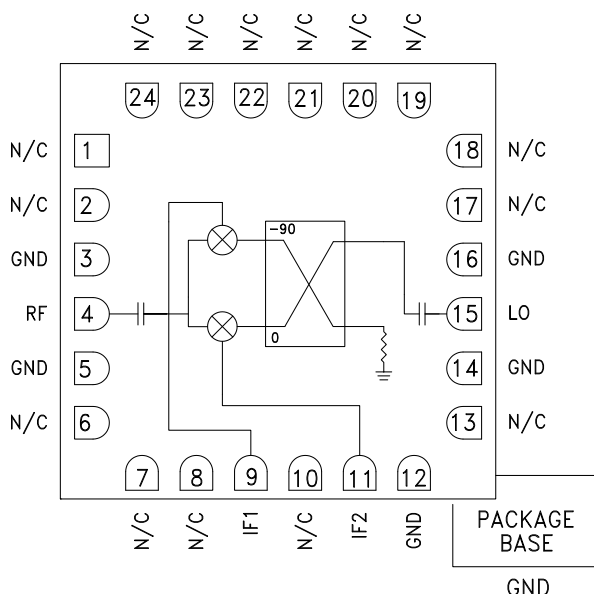 N/C N/C N/C N/C N/C N/C
24 23 22 21 20 19
N/C 1 18 N/C
N/C 2 17 N/C
-90
GND 3 16 GND
RF 4 15 LO
0
GND 5 14 GND
N/C 6 13 N/C
7 8 9 10 11 12
N/C N/C IF1 N/C IF2 GND
PACKAGE
BASE
GND